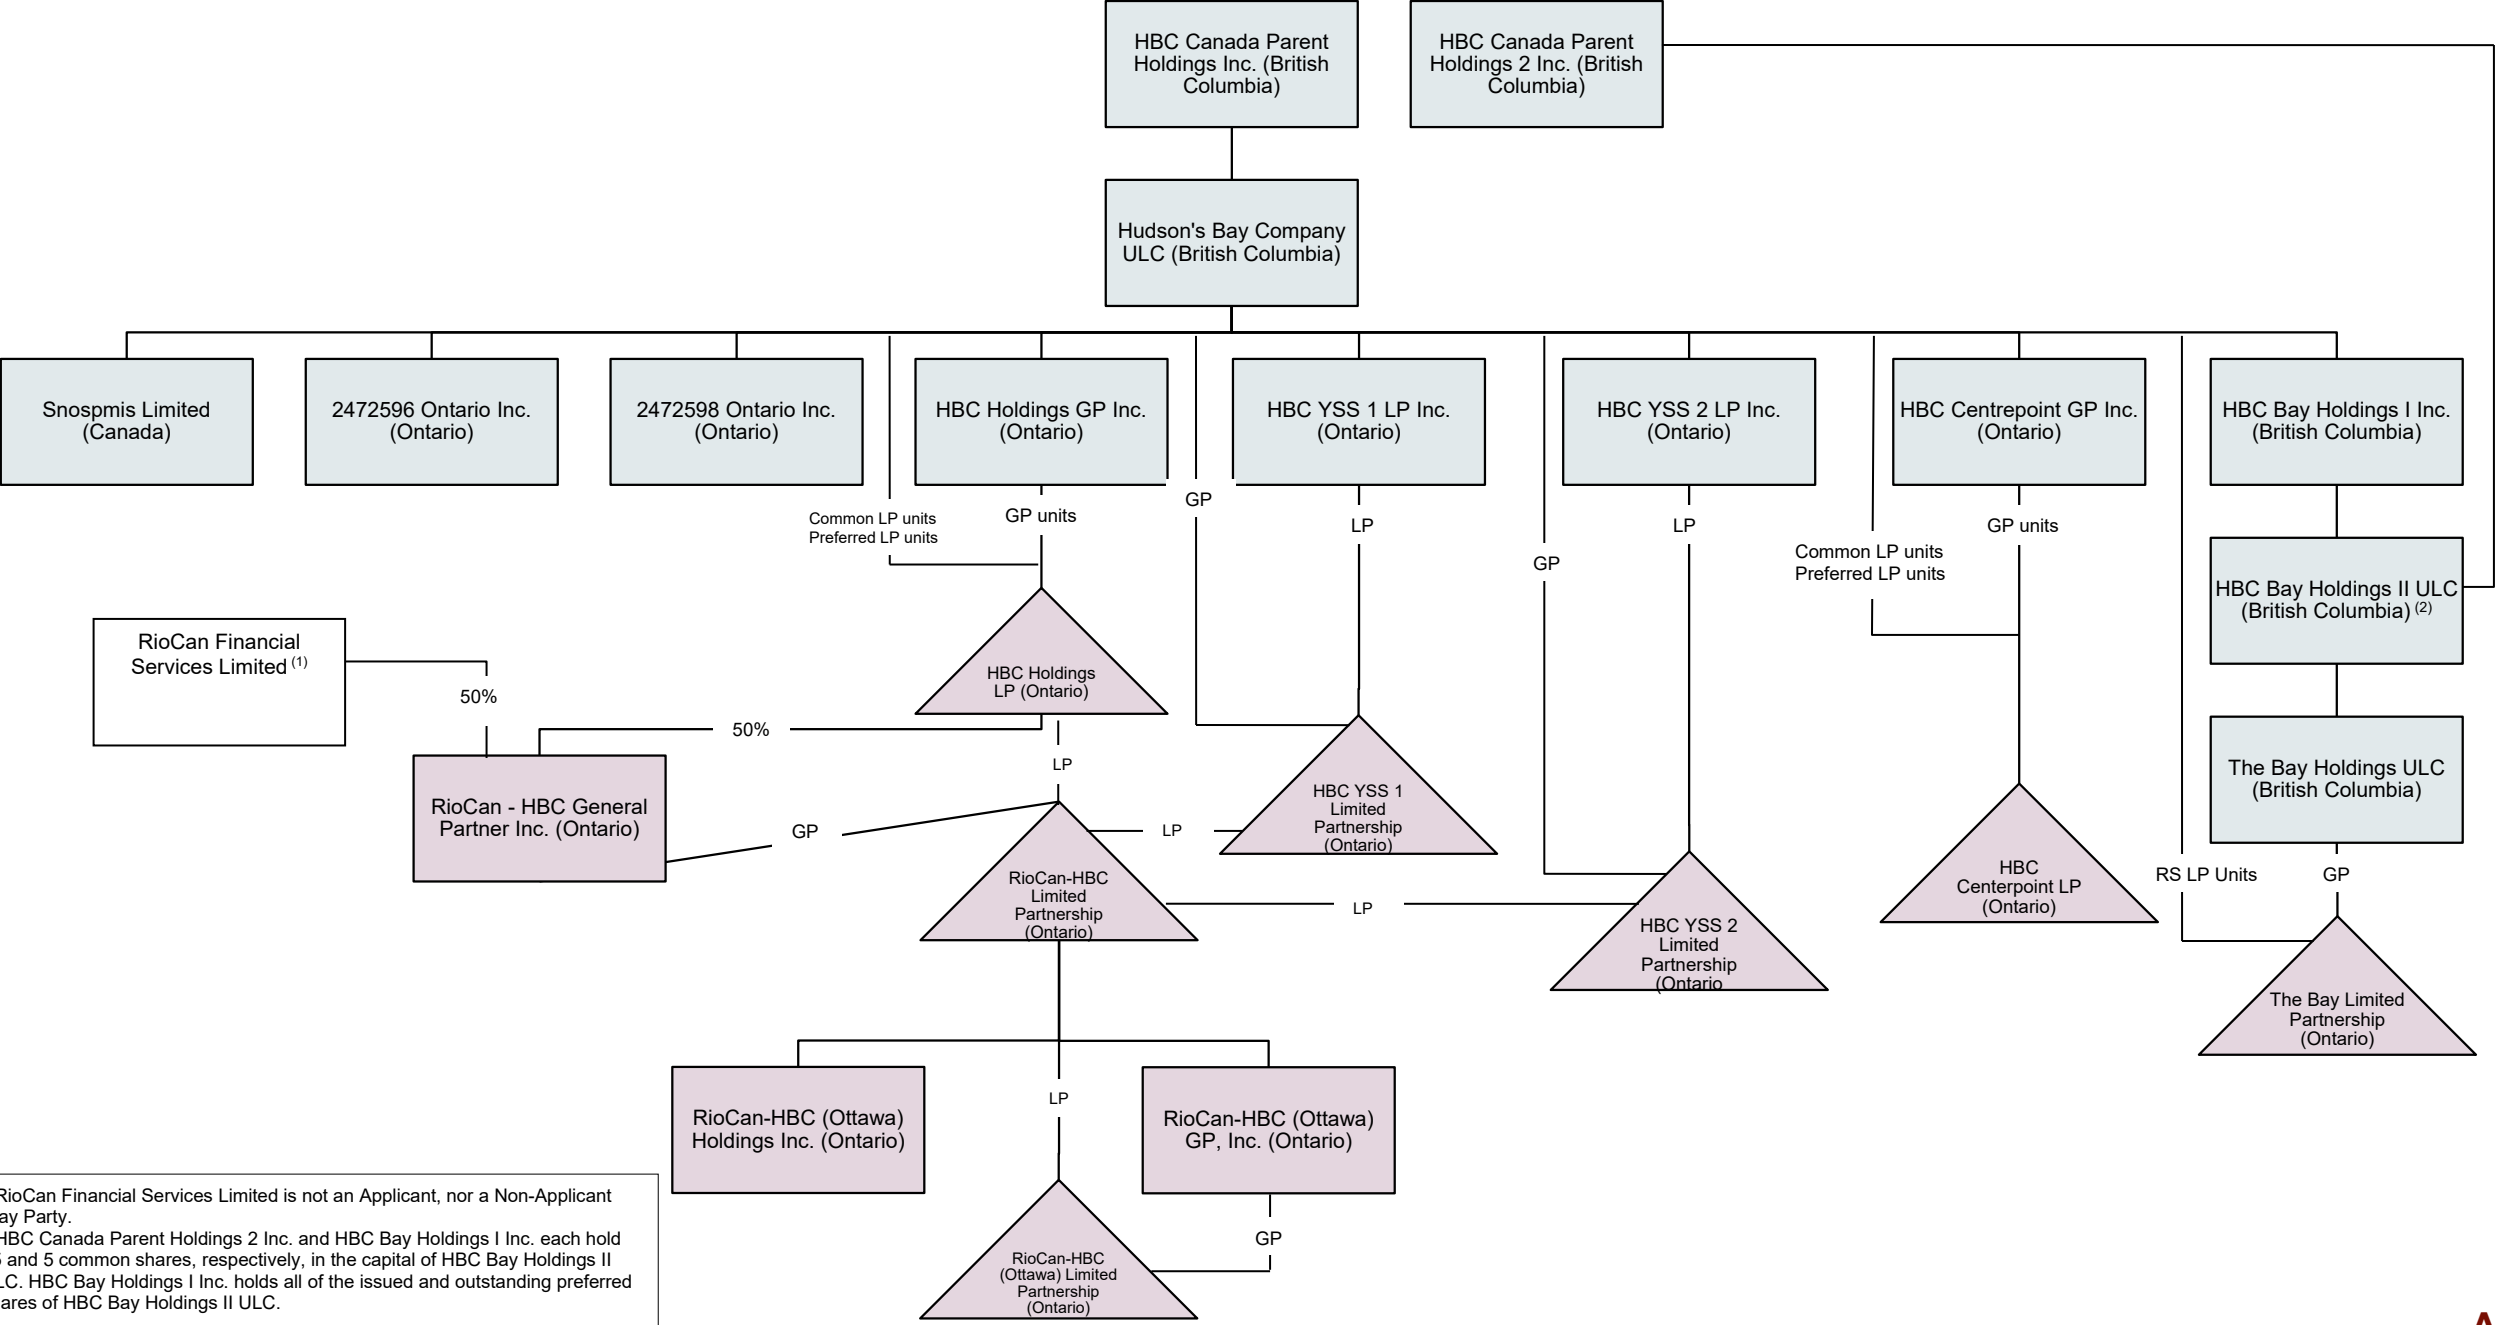 HBC Canada Parent
Holdings Inc. (British
Columbia)
HBC Canada Parent
Holdings 2 Inc. (British
Columbia)
Hudson's Bay Company
ULC (British Columbia)
Snospmis Limited
(Canada)
2472596 Ontario Inc.
(Ontario)
2472598 Ontario Inc.
(Ontario)
HBC Holdings GP Inc.
(Ontario)
HBC YSS 1 LP Inc.
(Ontario)
HBC YSS 2 LP Inc.
(Ontario)
HBC Centrepoint GP Inc.
(Ontario)
HBC Bay Holdings I Inc.
(British Columbia)
Common LP units
Preferred LP units
GP units
GP
LP
GP
LP
Common LP units
Preferred LP units
GP units
HBC Bay Holdings II ULC
(British Columbia) (2)
RioCan Financial
Services Limited (1)
50%
HBC Holdings
LP (Ontario)
50%
LP
The Bay Holdings ULC
(British Columbia)
RioCan - HBC General
Partner Inc. (Ontario)
GP
HBC YSS 1
Limited
Partnership
(Ontario)
LP
RioCan-HBC
Limited
Partnership
(Ontario)
LP
HBC YSS 2
Limited
Partnership
(Ontario
HBC
Centerpoint LP
(Ontario)
RS LP Units
GP
The Bay Limited
Partnership
(Ontario)
RioCan-HBC (Ottawa)
Holdings Inc. (Ontario)
LP
RioCan-HBC (Ottawa)
GP, Inc. (Ontario)
GP
RioCan-HBC
(Ottawa) Limited
Partnership
(Ontario)
RioCan Financial Services Limited is not an Applicant, nor a Non-Applicant
ay Party.
HBC Canada Parent Holdings 2 Inc. and HBC Bay Holdings I Inc. each hold
and 5 common shares, respectively, in the capital of HBC Bay Holdings II
LC. HBC Bay Holdings I Inc. holds all of the issued and outstanding preferred
ares of HBC Bay Holdings II ULC.